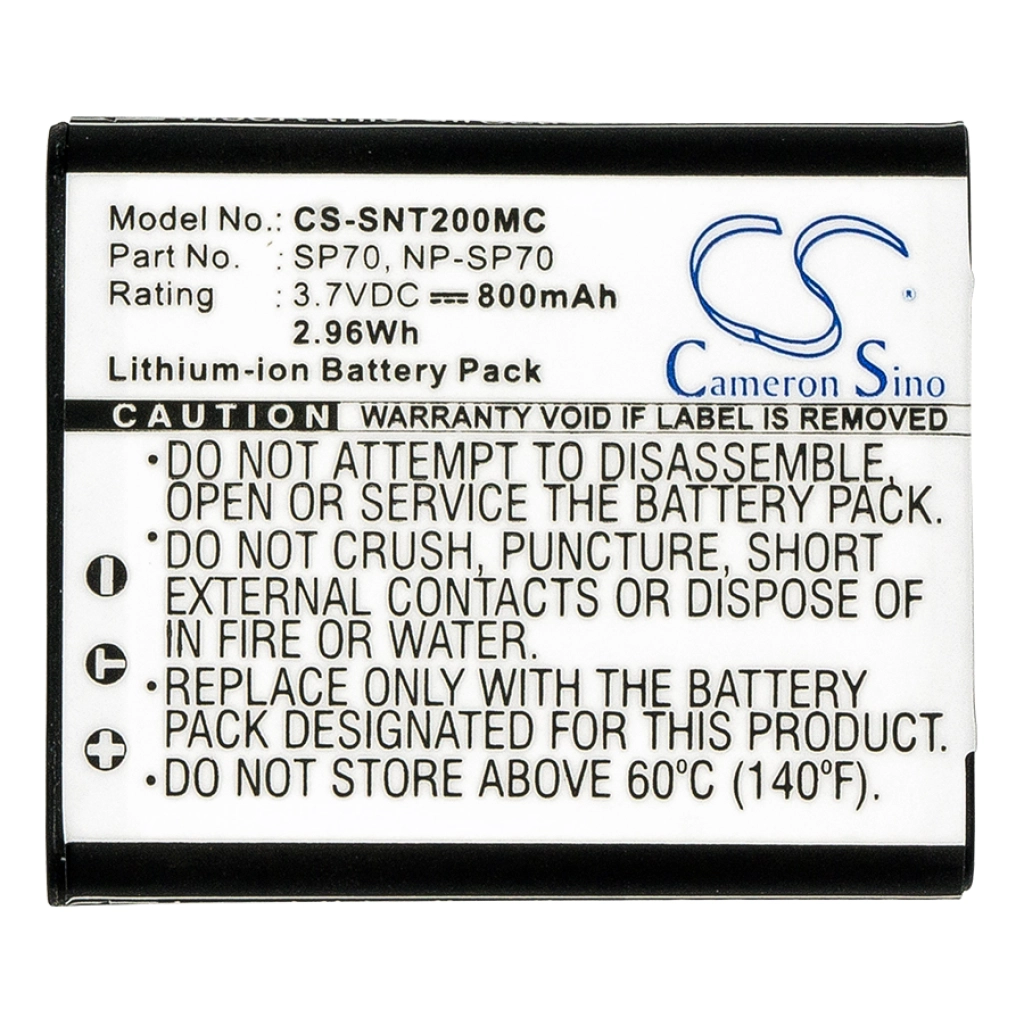 Model No.: CS-SNT200MC
Part No. : SP70, NP-SP70
Rating : 3.7VDC ⎓ 800mAh
2.96Wh
Lithium-ion Battery Pack
CS ®
Cameron Sino
CAUTION WARRANTY VOID IF LABEL IS REMOVED
•DO NOT ATTEMPT TO DISASSEMBLE,
OPEN OR SERVICE THE BATTERY PACK.
•DO NOT CRUSH, PUNCTURE, SHORT
EXTERNAL CONTACTS OR DISPOSE OF
IN FIRE OR WATER.
•REPLACE ONLY WITH THE BATTERY
PACK DESIGNATED FOR THIS PRODUCT.
•DO NOT STORE ABOVE 60ºC (140ºF).
− T +